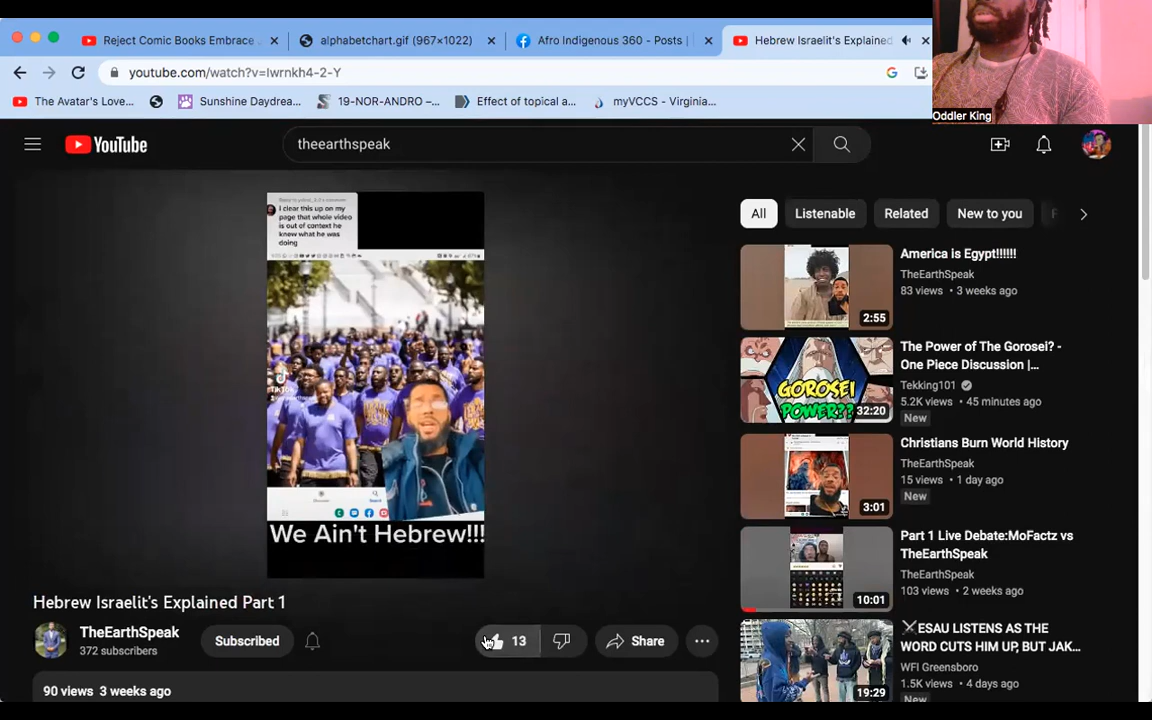 Reject Comic Books Embrace
alphabetchart.gif (967×1022)
Afro Indigenous 360 - Posts |
Hebrew Israelit's Explained
youtube.com/watch?v=Iwrnkh4-2-Y
The Avatar's Love...
Sunshine Daydrea...
19-NOR-ANDRO –...
Effect of topical a...
myVCCS - Virginia...
Oddler King
YouTube
theearthspeak
I clear this up on my
page that whole video
is out of context he
knew what he was
doing
TikTok
Search
We Ain't Hebrew!!!
Hebrew Israelit's Explained Part 1
TheEarthSpeak
372 subscribers
Subscribed
13
Share
90 views 3 weeks ago
All
Listenable
Related
New to you
America is Egypt!!!!!!
TheEarthSpeak
83 views • 3 weeks ago
2:55
The Power of The Gorosei? -
One Piece Discussion |...
Tekking101
5.2K views • 45 minutes ago
New
GOROSEI
POWER??
32:20
Christians Burn World History
TheEarthSpeak
15 views • 1 day ago
New
3:01
Part 1 Live Debate:MoFactz vs
TheEarthSpeak
TheEarthSpeak
103 views • 2 weeks ago
10:01
⚔ESAU LISTENS AS THE
WORD CUTS HIM UP, BUT JAK...
WFI Greensboro
1.5K views • 4 days ago
New
19:29